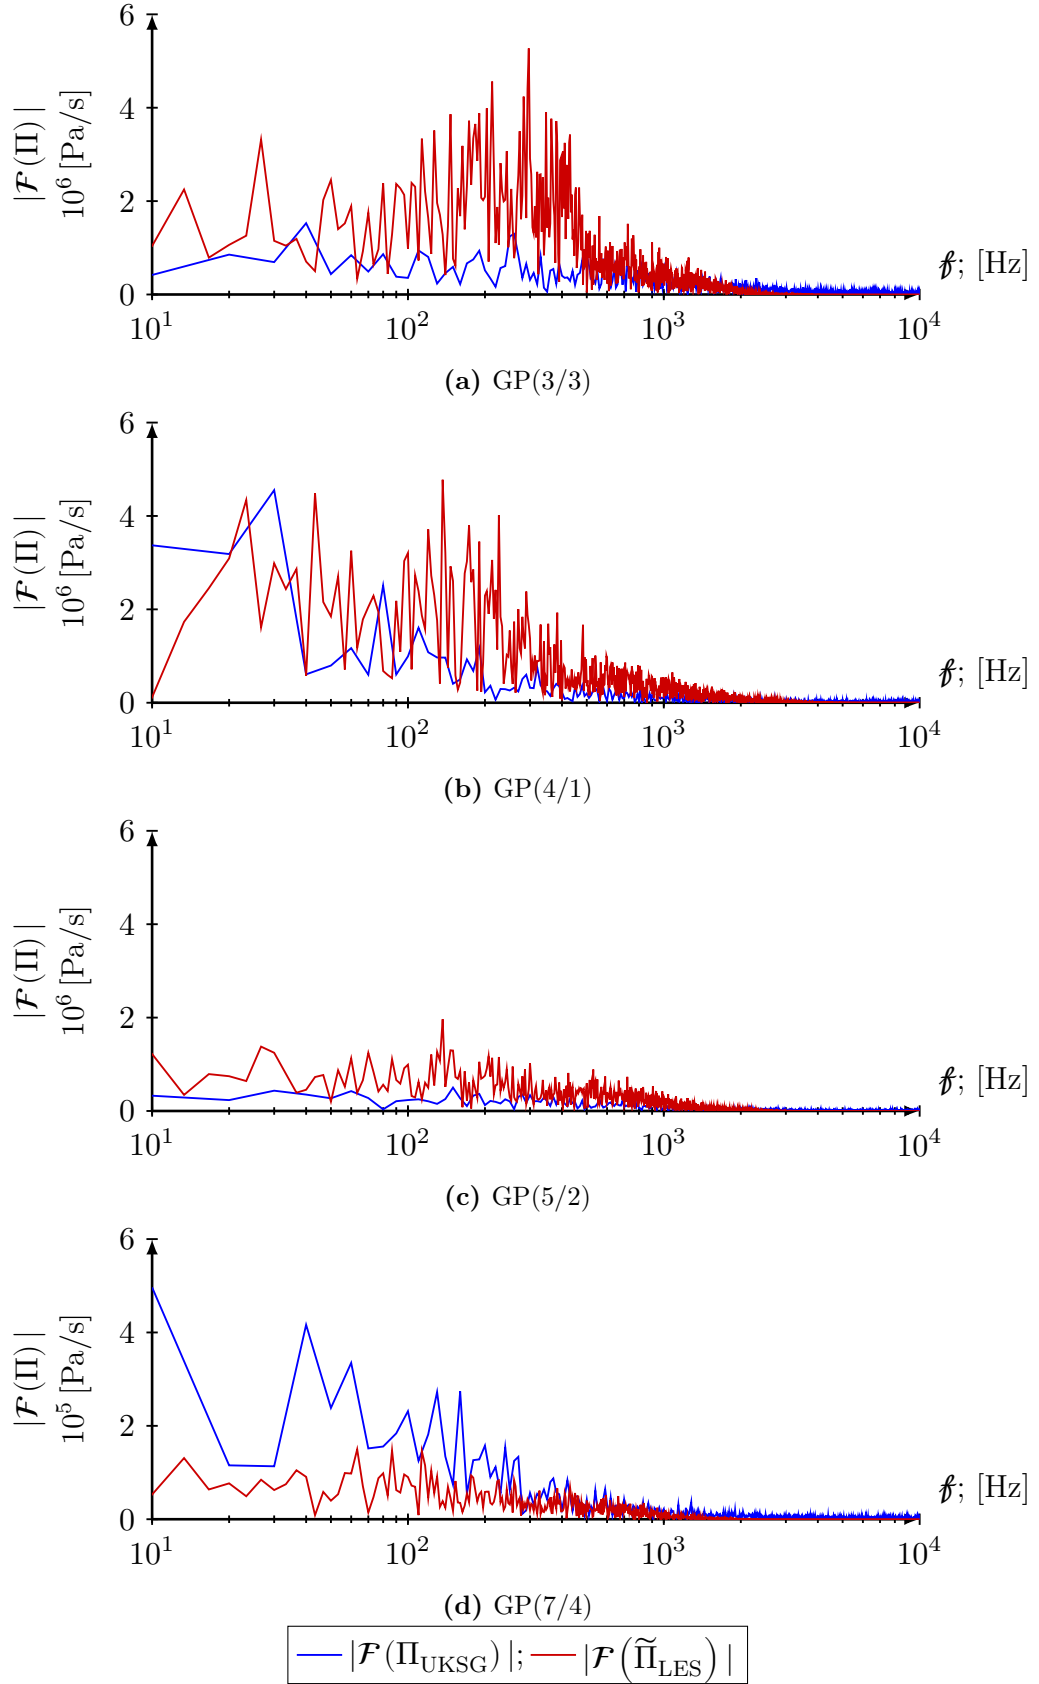 6
4
2
0
|𝓕(Π)|
10⁶ [Pa/s]
10¹
10²
10³
10⁴
𝒻; [Hz]
(a) GP(3/3)
6
4
2
0
|𝓕(Π)|
10⁶ [Pa/s]
10¹
10²
10³
10⁴
𝒻; [Hz]
(b) GP(4/1)
6
4
2
0
|𝓕(Π)|
10⁶ [Pa/s]
10¹
10²
10³
10⁴
𝒻; [Hz]
(c) GP(5/2)
6
4
2
0
|𝓕(Π)|
10⁵ [Pa/s]
10¹
10²
10³
10⁴
𝒻; [Hz]
(d) GP(7/4)
|𝓕(Π_UKSG)|; |𝓕(Π̃_LES)|